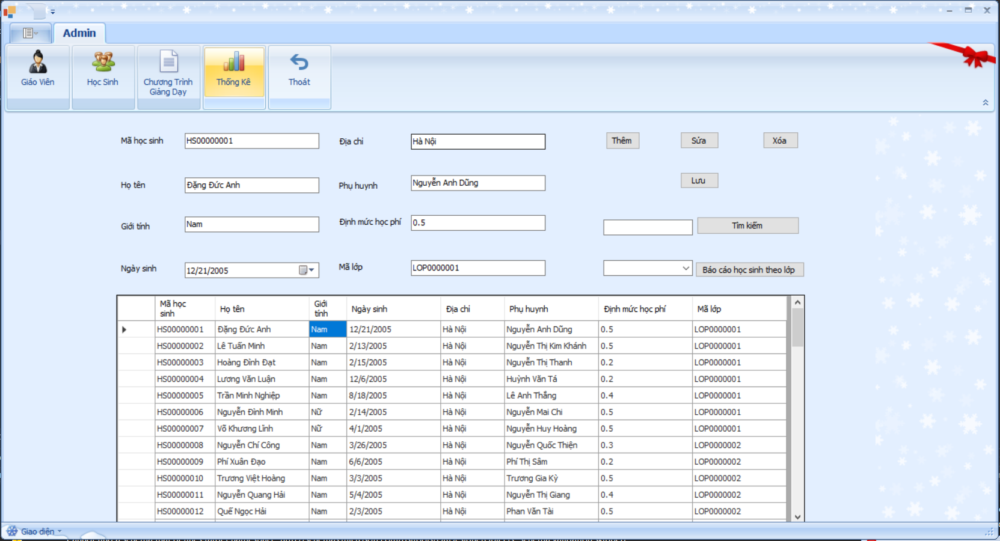 Admin
Giáo Viên
Học Sinh
Chương Trình
Giảng Dạy
Thống Kê
Thoát
Mã học sinh HS00000001 Địa chỉ Hà Nội Thêm Sửa Xóa
Họ tên Đặng Đức Anh Phụ huynh Nguyễn Anh Dũng Lưu
Giới tính Nam Định mức học phí 0.5 Tìm kiếm
Ngày sinh 12/21/2005 Mã lớp LOP0000001 Báo cáo học sinh theo lớp
Mã học sinh Họ tên Giới tính Ngày sinh Địa chỉ Phụ huynh Định mức học phí Mã lớp
HS00000001 Đặng Đức Anh Nam 12/21/2005 Hà Nội Nguyễn Anh Dũng 0.5 LOP0000001
HS00000002 Lê Tuấn Minh Nam 2/13/2005 Hà Nội Nguyễn Thị Kim Khánh 0.5 LOP0000001
HS00000003 Hoàng Đình Đạt Nam 2/15/2005 Hà Nội Nguyễn Thị Thanh 0.2 LOP0000001
HS00000004 Lương Văn Luận Nam 12/6/2005 Hà Nội Huỳnh Văn Tá 0.2 LOP0000001
HS00000005 Trần Minh Nghiệp Nam 8/18/2005 Hà Nội Lê Anh Thắng 0.4 LOP0000001
HS00000006 Nguyễn Đình Minh Nữ 2/14/2005 Hà Nội Nguyễn Mai Chi 0.5 LOP0000001
HS00000007 Võ Khương Lĩnh Nữ 4/1/2005 Hà Nội Nguyễn Huy Hoàng 0.5 LOP0000001
HS00000008 Nguyễn Chí Công Nam 3/26/2005 Hà Nội Nguyễn Quốc Thiện 0.3 LOP0000002
HS00000009 Phí Xuân Đạo Nam 6/6/2005 Hà Nội Phí Thị Sâm 0.2 LOP0000002
HS00000010 Trương Việt Hoàng Nam 3/3/2005 Hà Nội Trương Gia Kỳ 0.5 LOP0000002
HS00000011 Nguyễn Quang Hải Nam 5/4/2005 Hà Nội Nguyễn Thị Giang 0.4 LOP0000002
HS00000012 Quế Ngọc Hải Nam 2/3/2005 Hà Nội Phan Văn Tài 0.5 LOP0000002
Giao diện